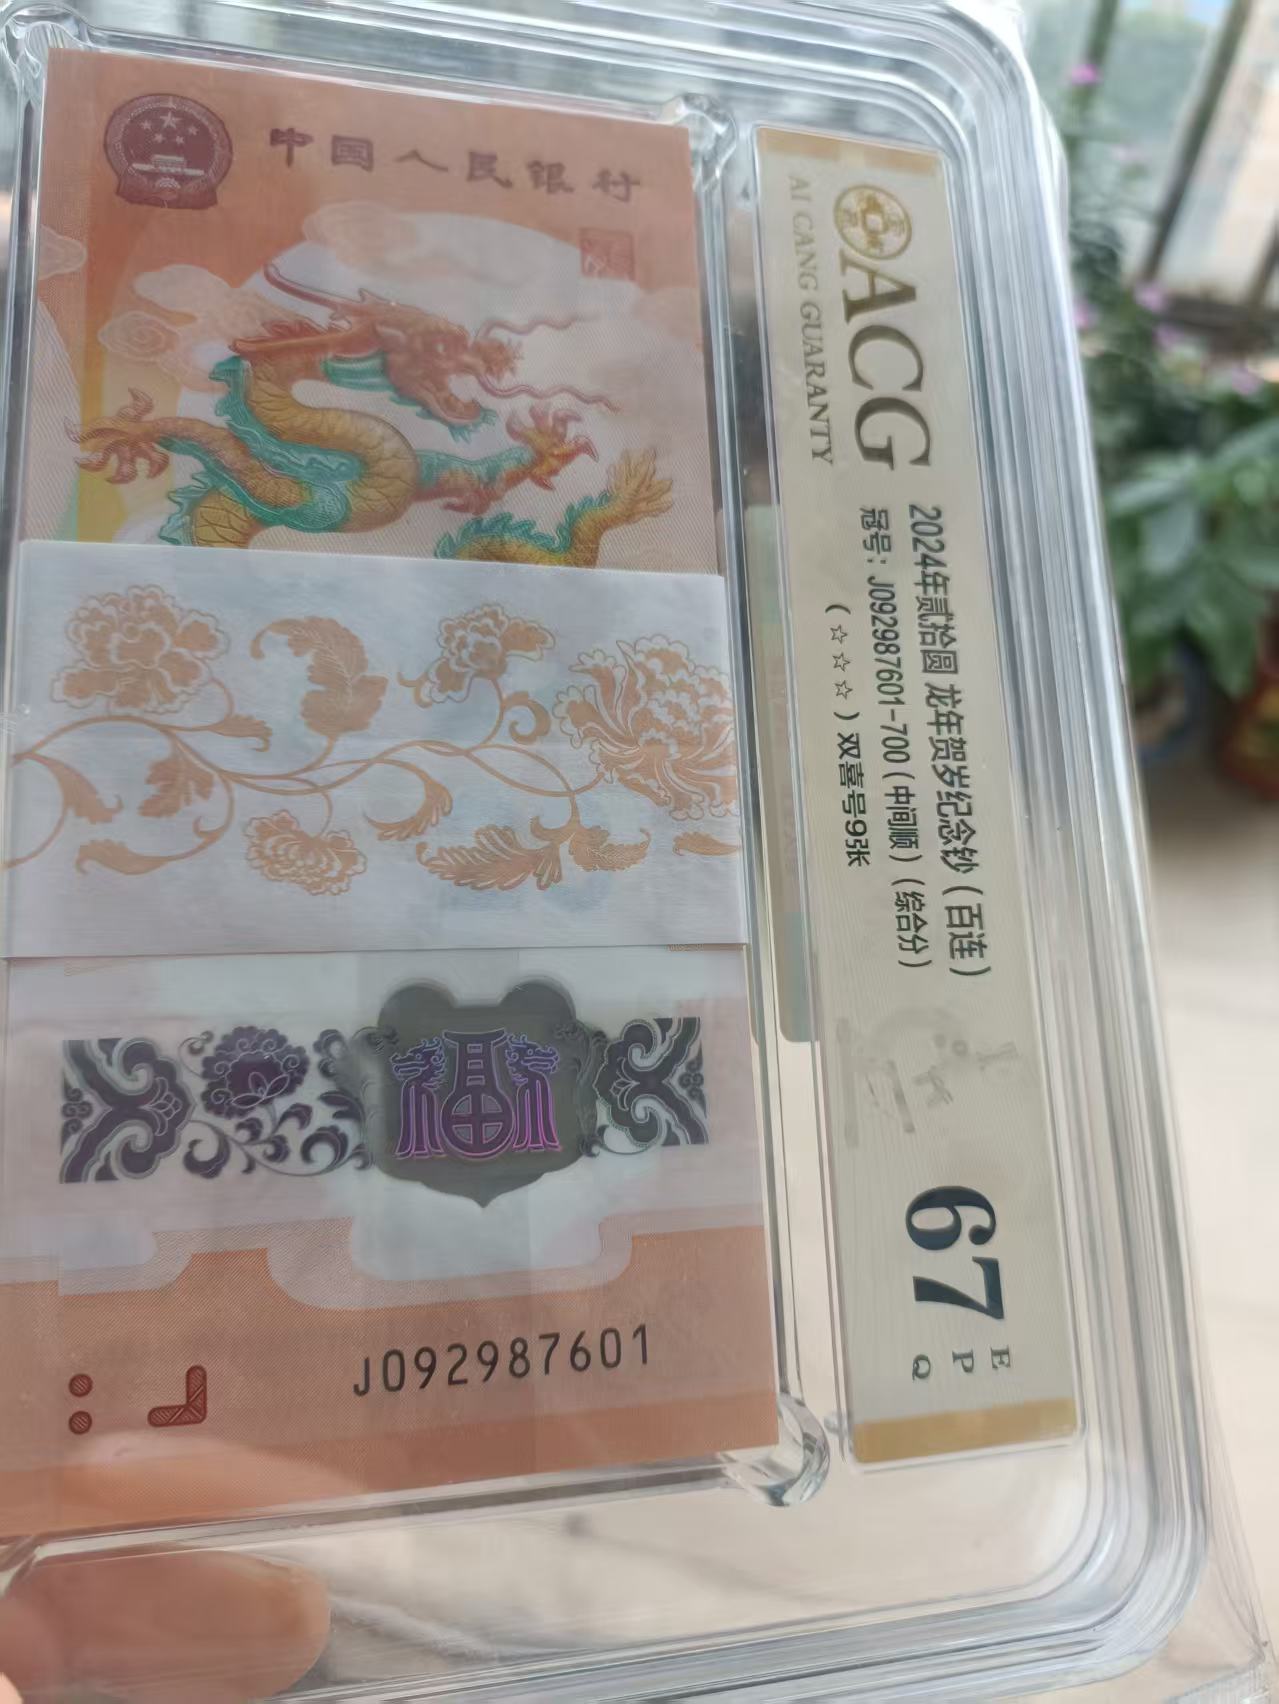 中国人民银行
福
J092987601
ACG
AI CANG GUARANTY
2024年贰拾圆 龙年贺岁纪念钞（百连）
冠号：J092987601-700（中间顺）（综合分）
（☆☆☆☆）双喜号9张
67
E
P
Q